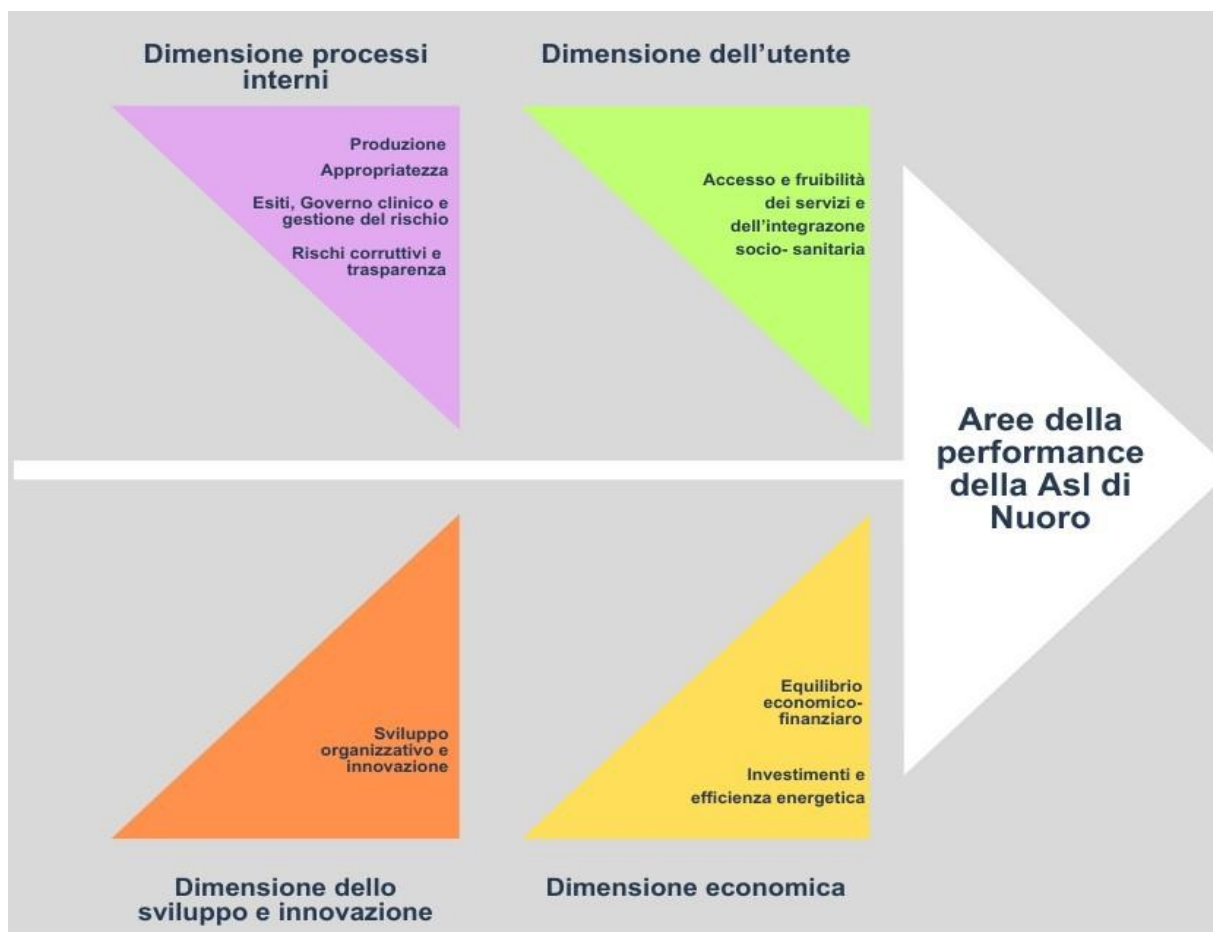 Dimensione processi
interni
Produzione
Appropriatezza
Esiti, Governo clinico e
gestione del rischio
Rischi corruttivi e
trasparenza
Dimensione dell’utente
Accesso e fruibilità
dei servizi e
dell’integrazone
socio- sanitaria
Aree della
performance
della Asl di
Nuoro
Sviluppo
organizzativo e
innovazione
Dimensione dello
sviluppo e innovazione
Equilibrio
economico-
finanziaro
Investimenti e
efficienza energetica
Dimensione economica